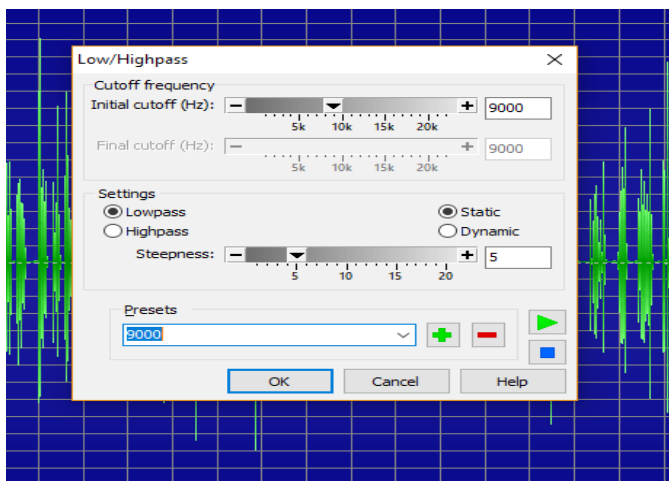 Low/Highpass
Cutoff frequency
Initial cutoff (Hz): 9000
5k 10k 15k 20k
Final cutoff (Hz): 9000
5k 10k 15k 20k
Settings
Lowpass Static
Highpass Dynamic
Steepness: 5
5 10 15 20
Presets
9000
OK Cancel Help